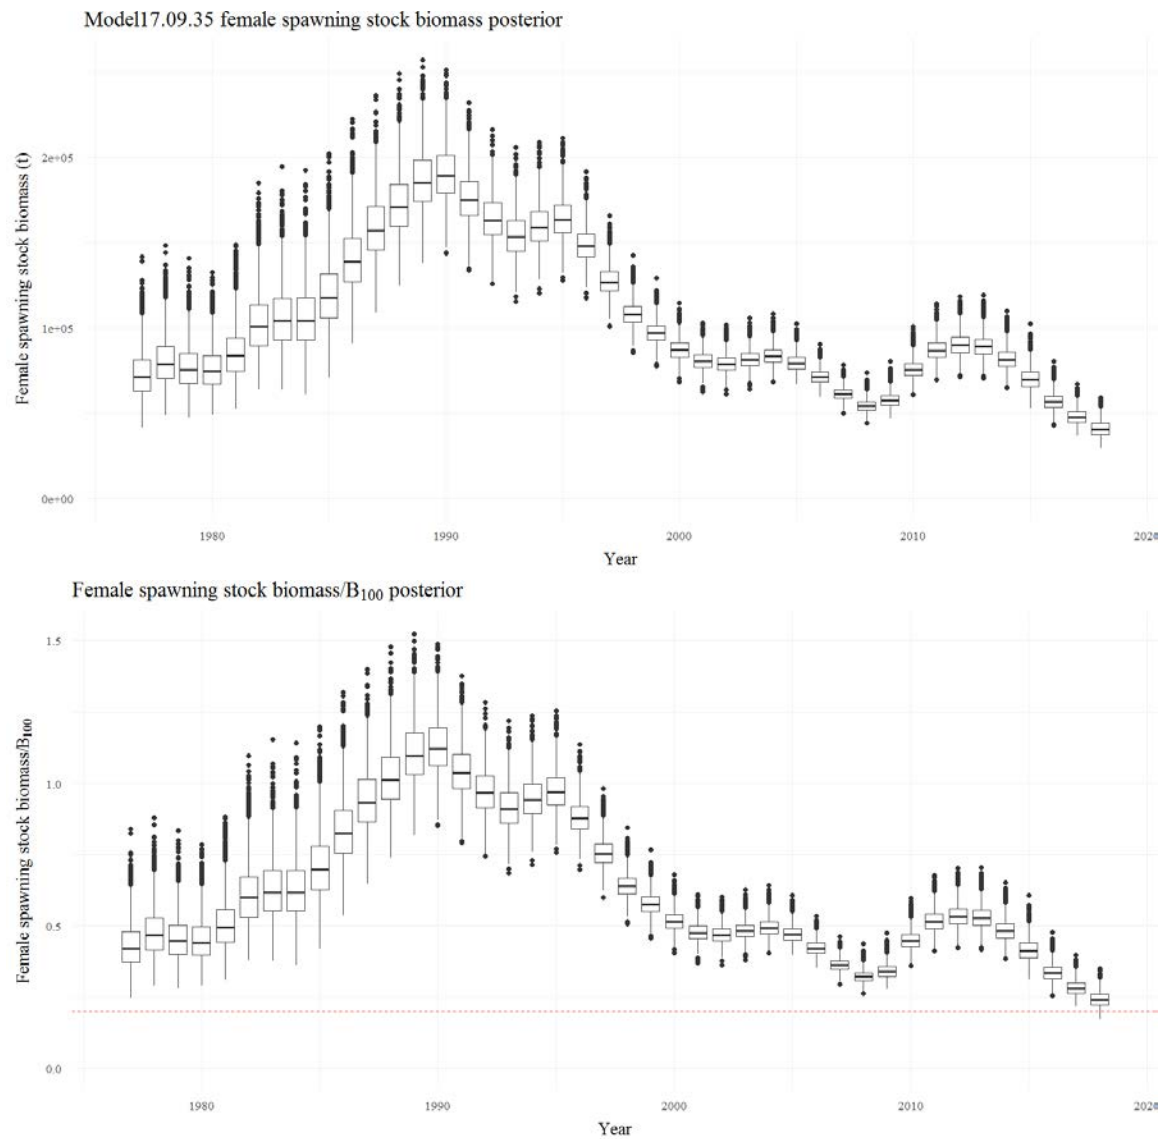 Model17.09.35 female spawning stock biomass posterior
Female spawning stock biomass (t)
2e+05
1e+05
0e+00
1980
1990
2000
2010
202
Year
Female spawning stock biomass/B100 posterior
Female spawning stock biomass/B100
1.5
1.0
0.5
0.0
1980
1990
2000
2010
202
Year